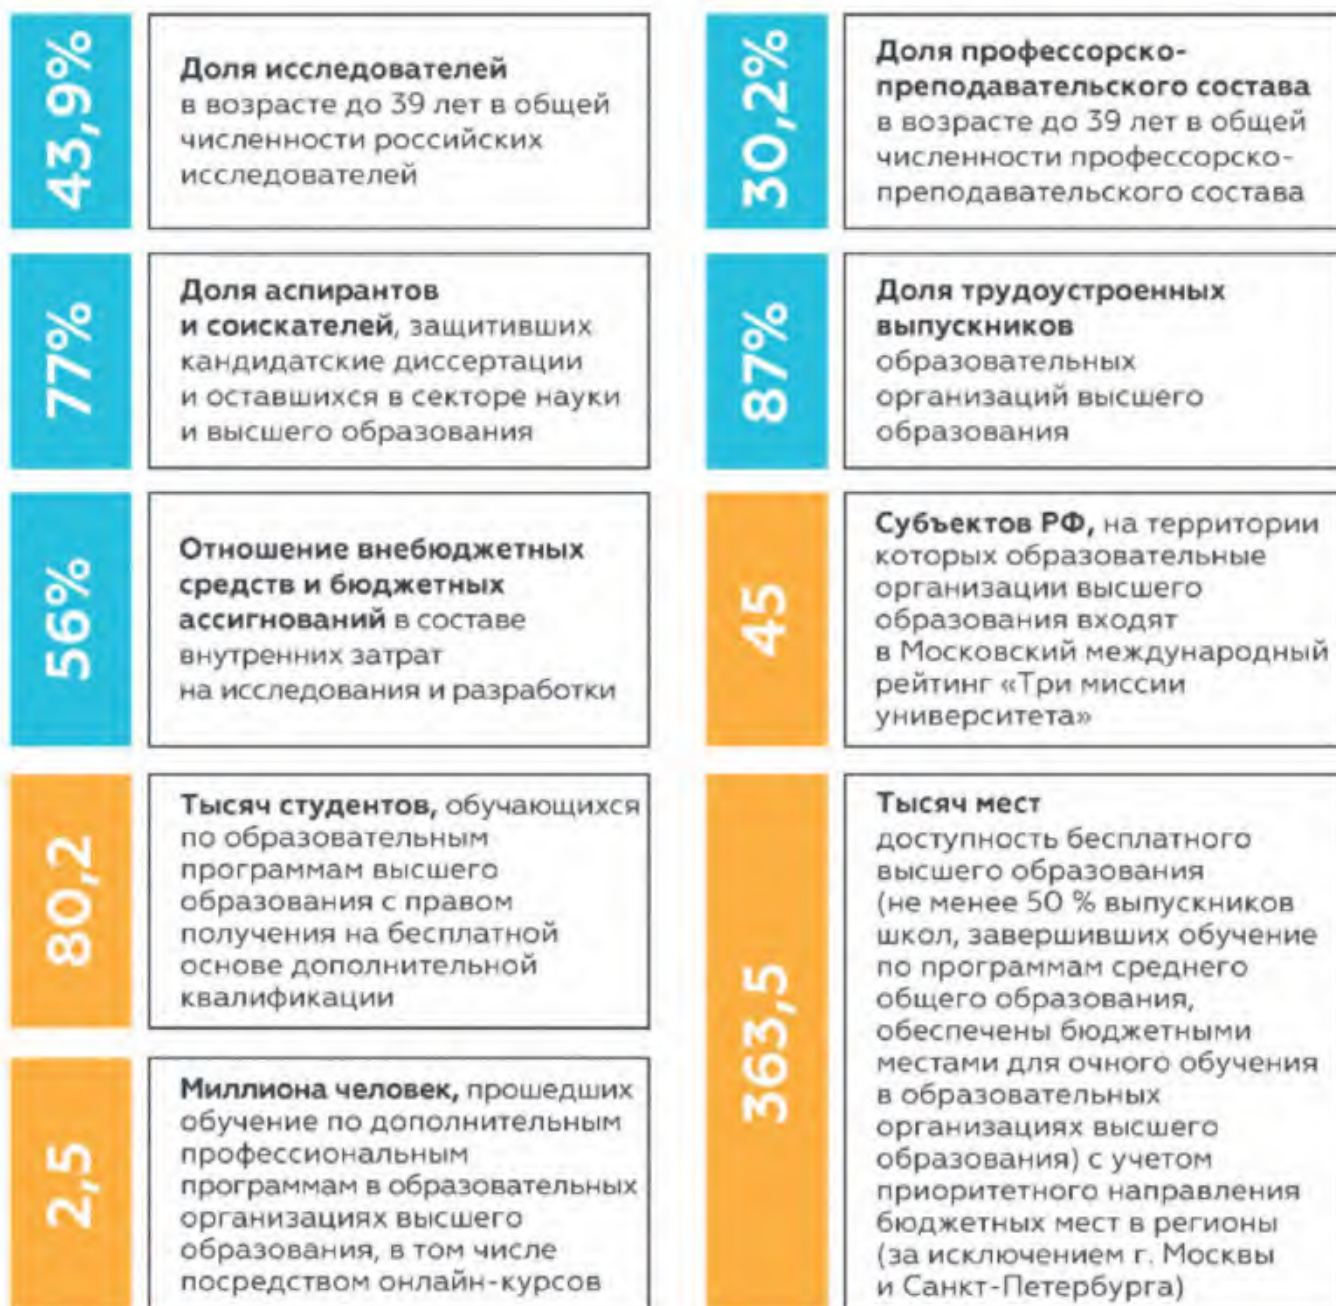 43,9%
Доля исследователей
в возрасте до 39 лет в общей
численности российских
исследователей
30,2%
Доля профессорско-
преподавательского состава
в возрасте до 39 лет в общей
численности профессорско-
преподавательского состава
77%
Доля аспирантов
и соискателей, защитивших
кандидатские диссертации
и оставшихся в секторе науки
и высшего образования
87%
Доля трудоустроенных
выпускников
образовательных
организаций высшего
образования
56%
Отношение внебюджетных
средств и бюджетных
ассигнований в составе
внутренних затрат
на исследования и разработки
45
Субъектов РФ, на территории
которых образовательные
организации высшего
образования входят
в Московский международный
рейтинг «Три миссии
университета»
80,2
Тысяч студентов, обучающихся
по образовательным
программам высшего
образования с правом
получения на бесплатной
основе дополнительной
квалификации
363,5
Тысяч мест
доступность бесплатного
высшего образования
(не менее 50 % выпускников
школ, завершивших обучение
по программам среднего
общего образования,
обеспечены бюджетными
местами для очного обучения
в образовательных
организациях высшего
образования) с учетом
приоритетного направления
бюджетных мест в регионы
(за исключением г. Москвы
и Санкт-Петербурга)
2,5
Миллиона человек, прошедших
обучение по дополнительным
профессиональным
программам в образовательных
организациях высшего
образования, в том числе
посредством онлайн-курсов